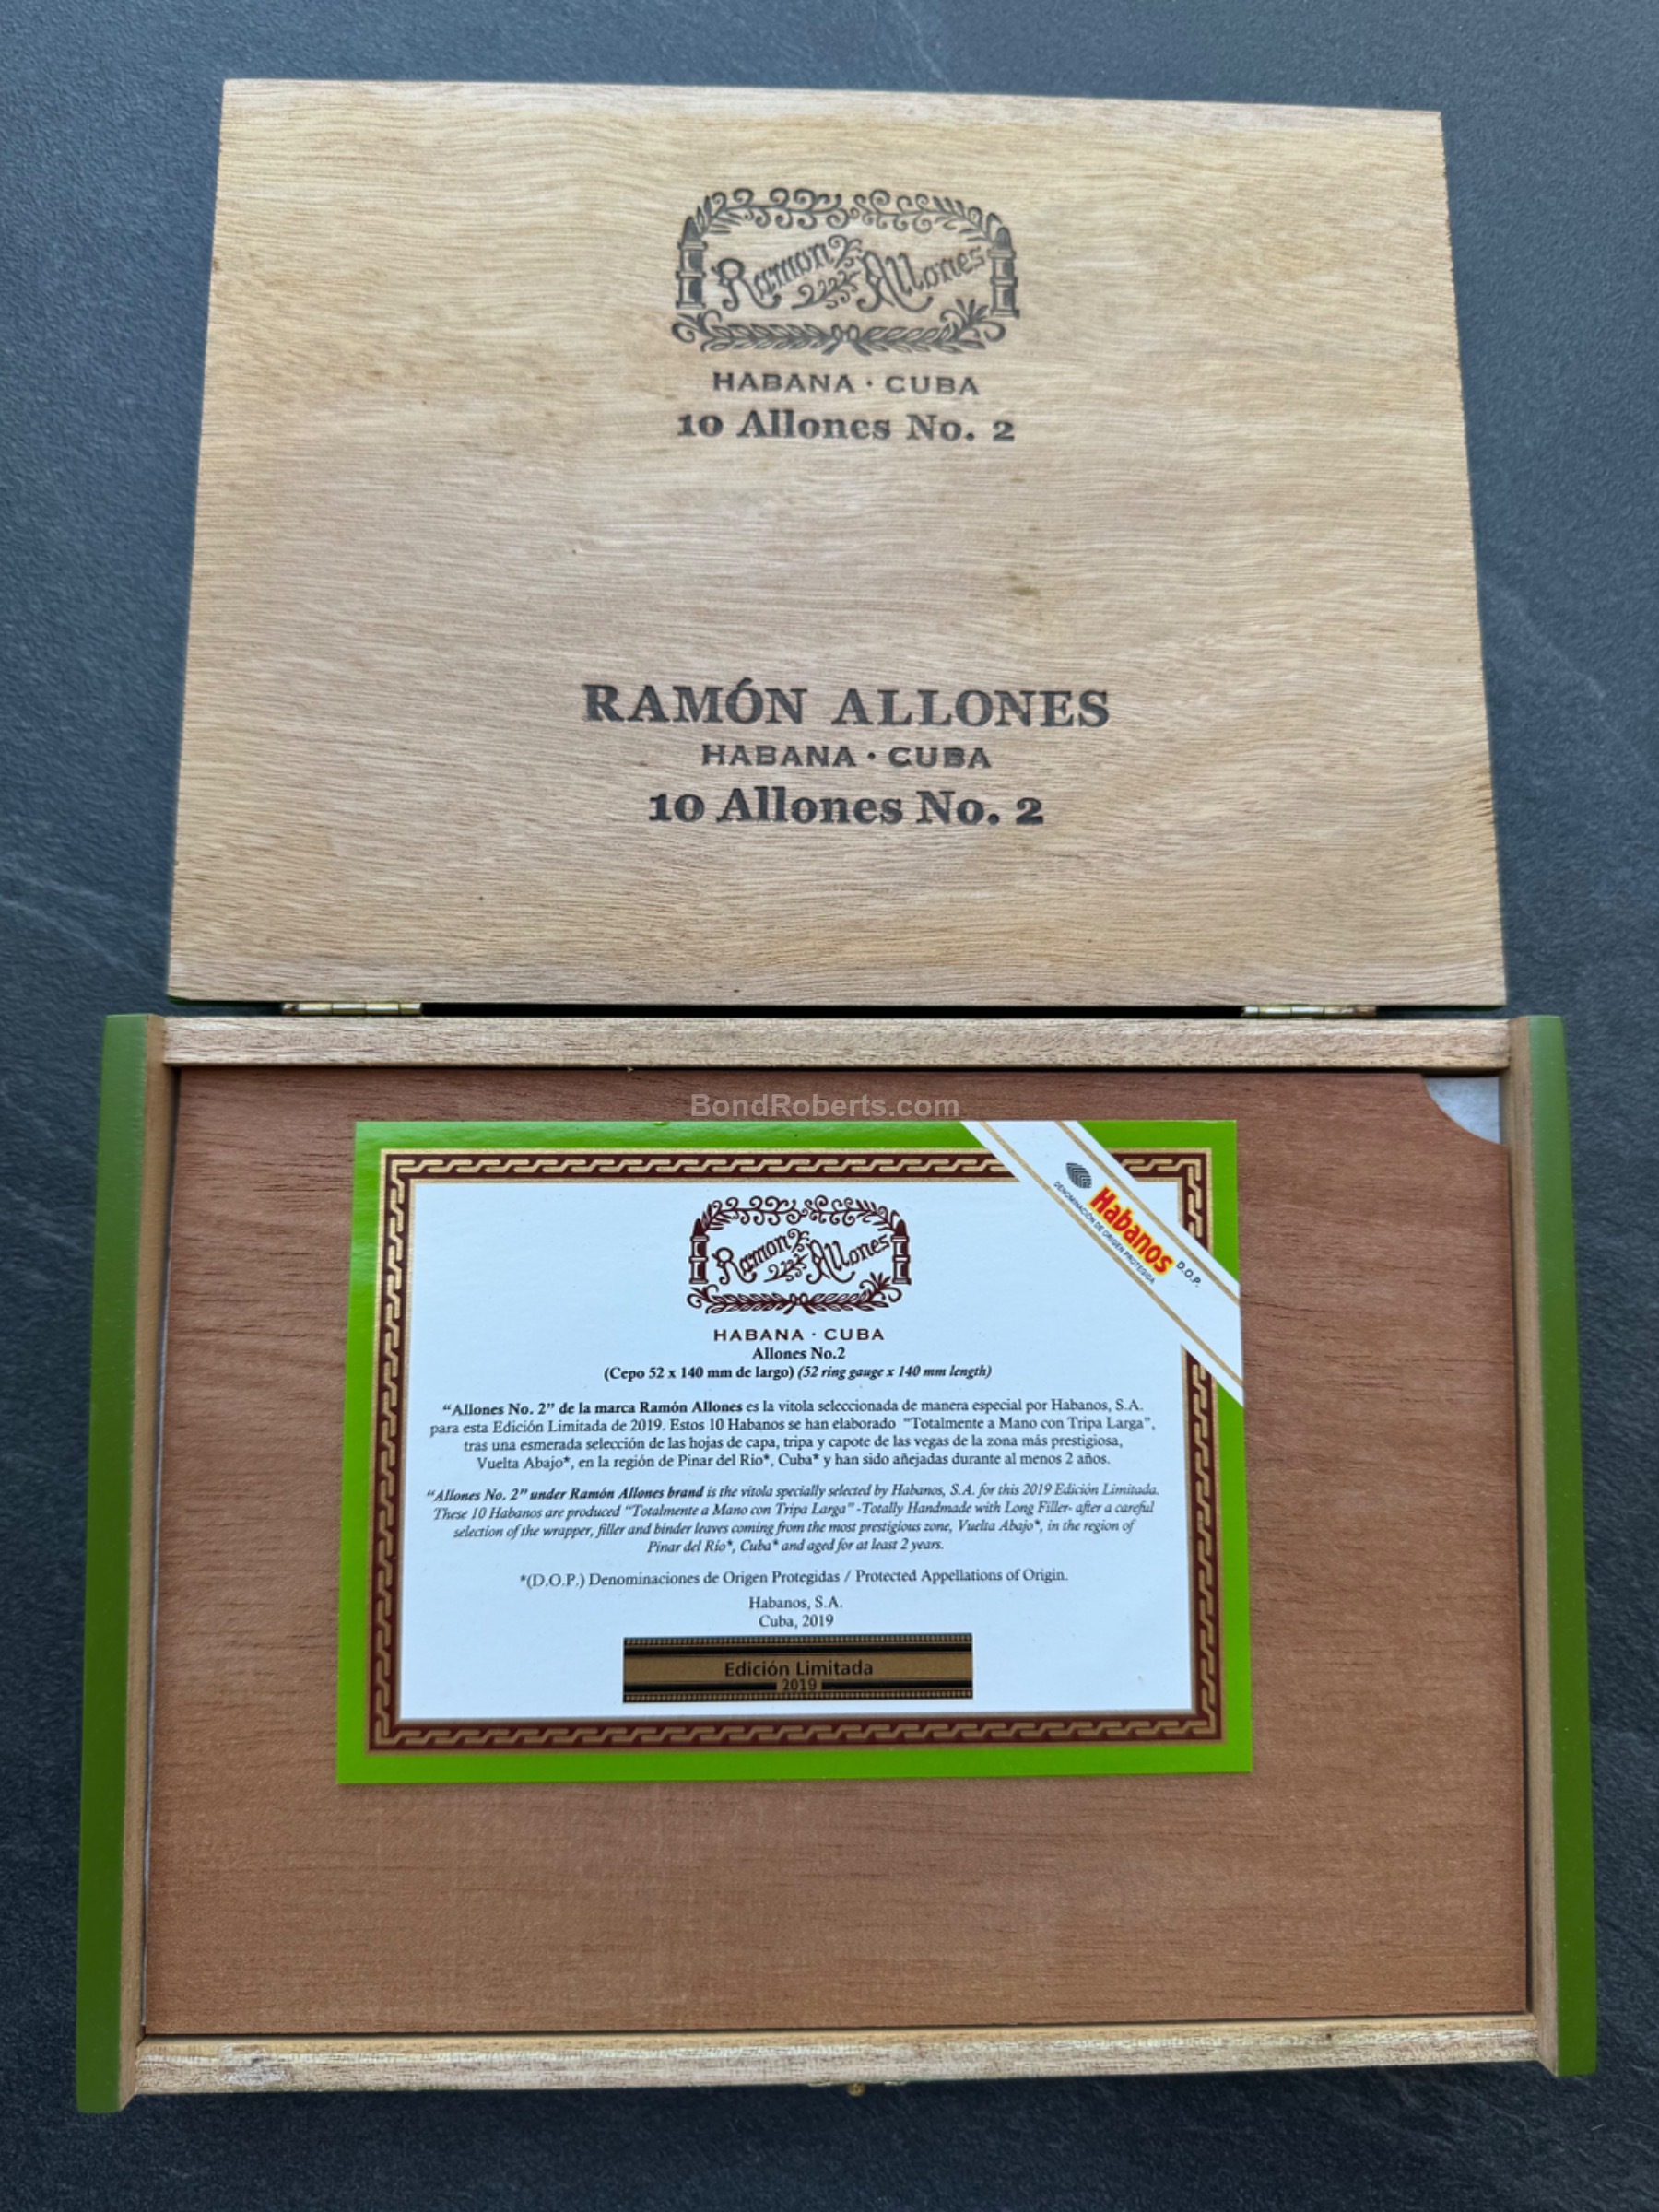 Ramon Allones
HABANA · CUBA
10 Allones No. 2
RAMÓN ALLONES
HABANA · CUBA
10 Allones No. 2
BondRoberts.com
Habanos
DENOMINACIÓN DE ORIGEN PROTEGIDA
D.O.P.
Ramon Allones
HABANA · CUBA
Allones No.2
(Cepo 52 x 140 mm de largo) (52 ring gauge x 140 mm length)
“Allones No. 2” de la marca Ramón Allones es la vitola seleccionada de manera especial por Habanos, S.A.
para esta Edición Limitada de 2019. Estos 10 Habanos se han elaborado “Totalmente a Mano con Tripa Larga”,
tras una esmerada selección de las hojas de capa, tripa y capote de las vegas de la zona más prestigiosa,
Vuelta Abajo*, en la región de Pinar del Río*, Cuba* y han sido añejadas durante al menos 2 años.
“Allones No. 2” under Ramón Allones brand is the vitola specially selected by Habanos, S.A. for this 2019 Edición Limitada.
These 10 Habanos are produced “Totalmente a Mano con Tripa Larga” -Totally Handmade with Long Filler- after a careful
selection of the wrapper, filler and binder leaves coming from the most prestigious zone, Vuelta Abajo*, in the region of
Pinar del Río*, Cuba* and aged for at least 2 years.
*(D.O.P.) Denominaciones de Origen Protegidas / Protected Appellations of Origin.
Habanos, S.A.
Cuba, 2019
Edición Limitada
2019